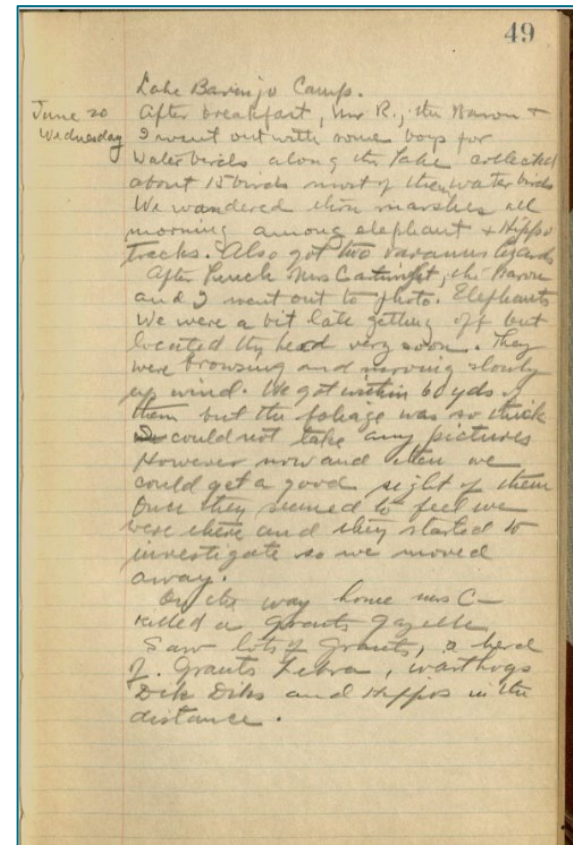 49
Lake Baringo Camp.
June 20
Wednesday
After breakfast, Mr R., the Baron +
I went out with some boys for
Water birds along the lake collected
about 15 birds most of them water birds
We wandered thru marshes all
morning among elephant & Hippo
tracks. Also got two varanus lizards
After lunch Mrs Cartwright, the Baron
and I went out to photo. Elephants
We were a bit late getting off but
located the herd very soon. They
were browsing and moving slowly
up wind. We got within 60 yds of
them but the foliage was so thick
could not take any pictures
However now and then we
could get a good sight of them
Once they seemed to feel we
were there and they started to
investigate so we moved
away.
On the way home Mrs C—
killed a grants gazelle
Saw lots of grants, a herd
of Grants Zebra, warthogs
Dik Diks and Hippos in the
distance.